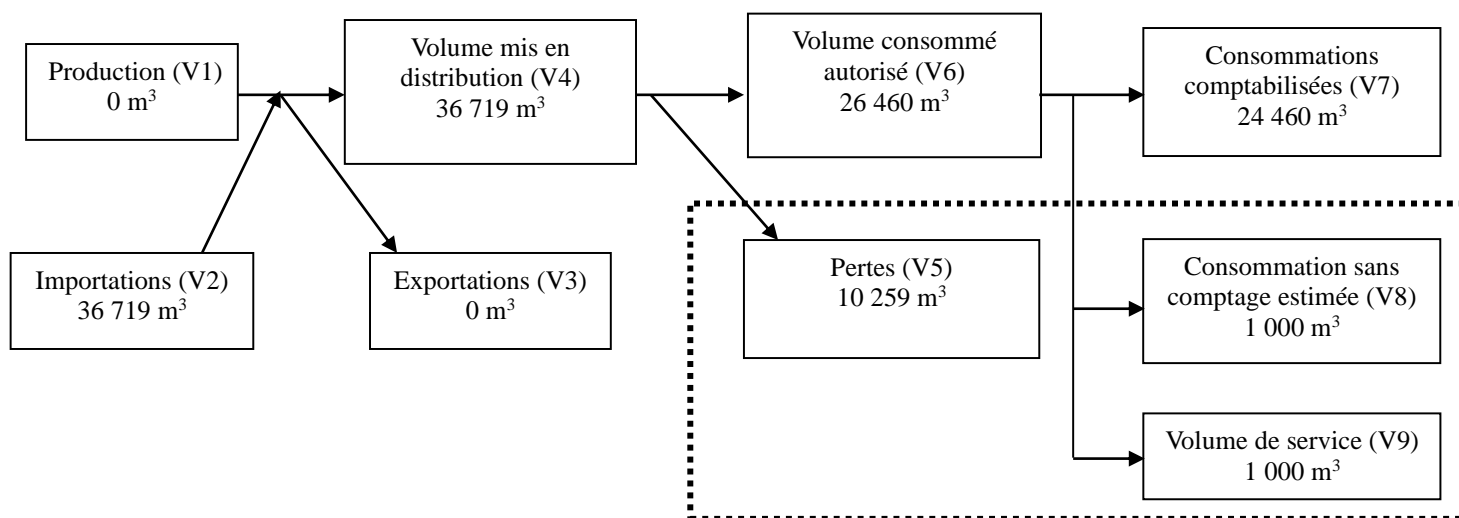 Production (V1)
0 m³
Volume mis en
distribution (V4)
36 719 m³
Volume consommé
autorisé (V6)
26 460 m³
Consommations
comptabilisées (V7)
24 460 m³
Importations (V2)
36 719 m³
Exportations (V3)
0 m³
Pertes (V5)
10 259 m³
Consommation sans
comptage estimée (V8)
1 000 m³
Volume de service (V9)
1 000 m³